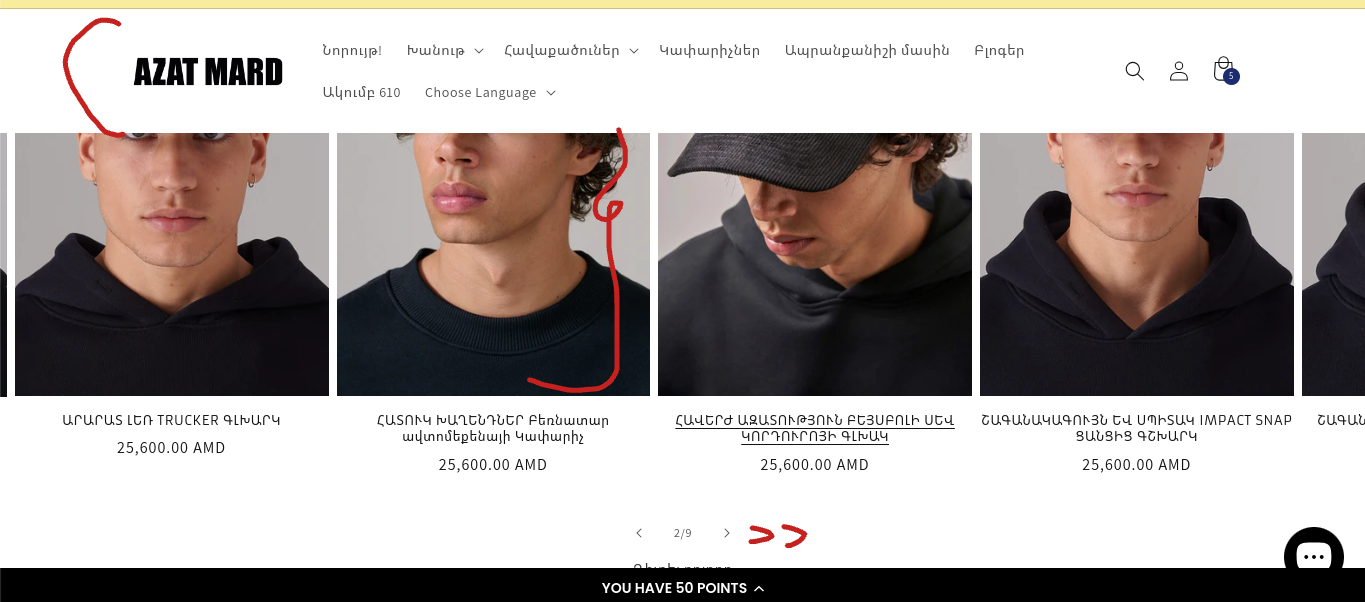 AZAT MARD
Նորույթ!
Խանութ
Հավաքածուներ
Կափարիչներ
Ապրանքանիշի մասին
Բլոգեր
Ակումբ 610
Choose Language
5
ԱՐԱՐԱՏ ԼԵՌ TRUCKER ԳԼԽԱՐԿ
25,600.00 AMD
ՀԱՏՈՒԿ ԽԱՂԵՆԴՆԵՐ Բեռնատար
ավտոմեքենայի Կափարիչ
25,600.00 AMD
ՀԱՎԵՐԺ ԱԶԱՏՈՒԹՅՈՒՆ ԲԵՅՍԲՈԼԻ ՍԵՎ
ԿՈՐԴՈՒՐՈՅԻ ԳԼԽԱԿ
25,600.00 AMD
ՇԱԳԱՆԱԿԱԳՈՒՅՆ ԵՎ ՍՊԻՏԱԿ IMPACT SNAP
ՑԱՆՑԻՑ ԳՇԽԱՐԿ
25,600.00 AMD
2/9
YOU HAVE 50 POINTS